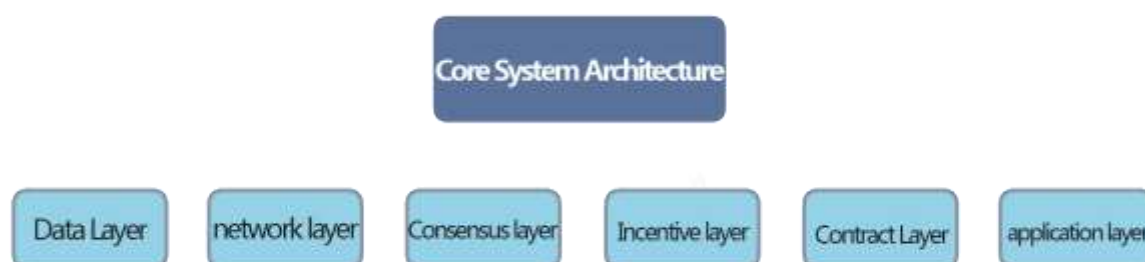 Core System Architecture
Data Layer
network layer
Consensus layer
Incentive layer
Contract Layer
application layer